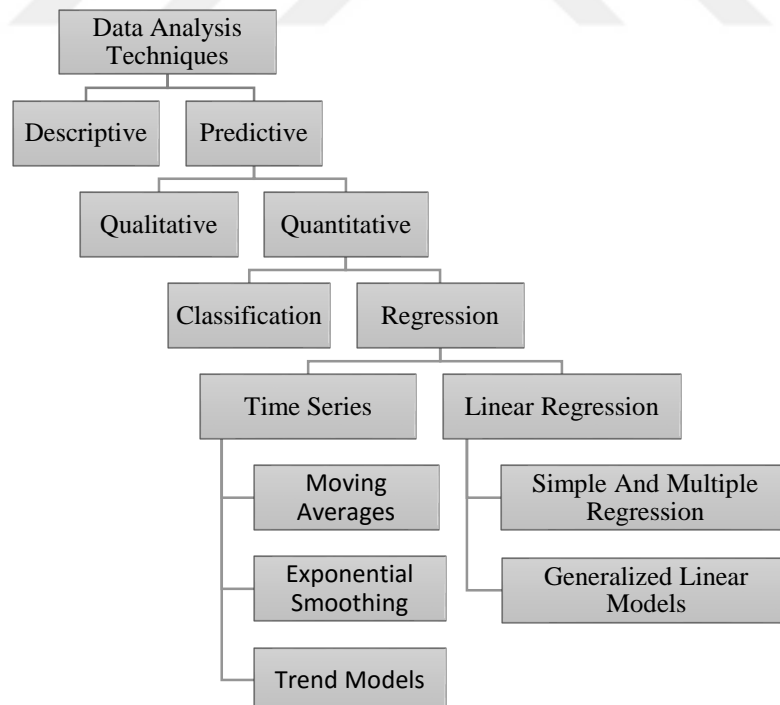 Data Analysis
Techniques
Descriptive
Predictive
Qualitative
Quantitative
Classification
Regression
Time Series
Linear Regression
Moving
Averages
Simple And Multiple
Regression
Exponential
Smoothing
Generalized Linear
Models
Trend Models